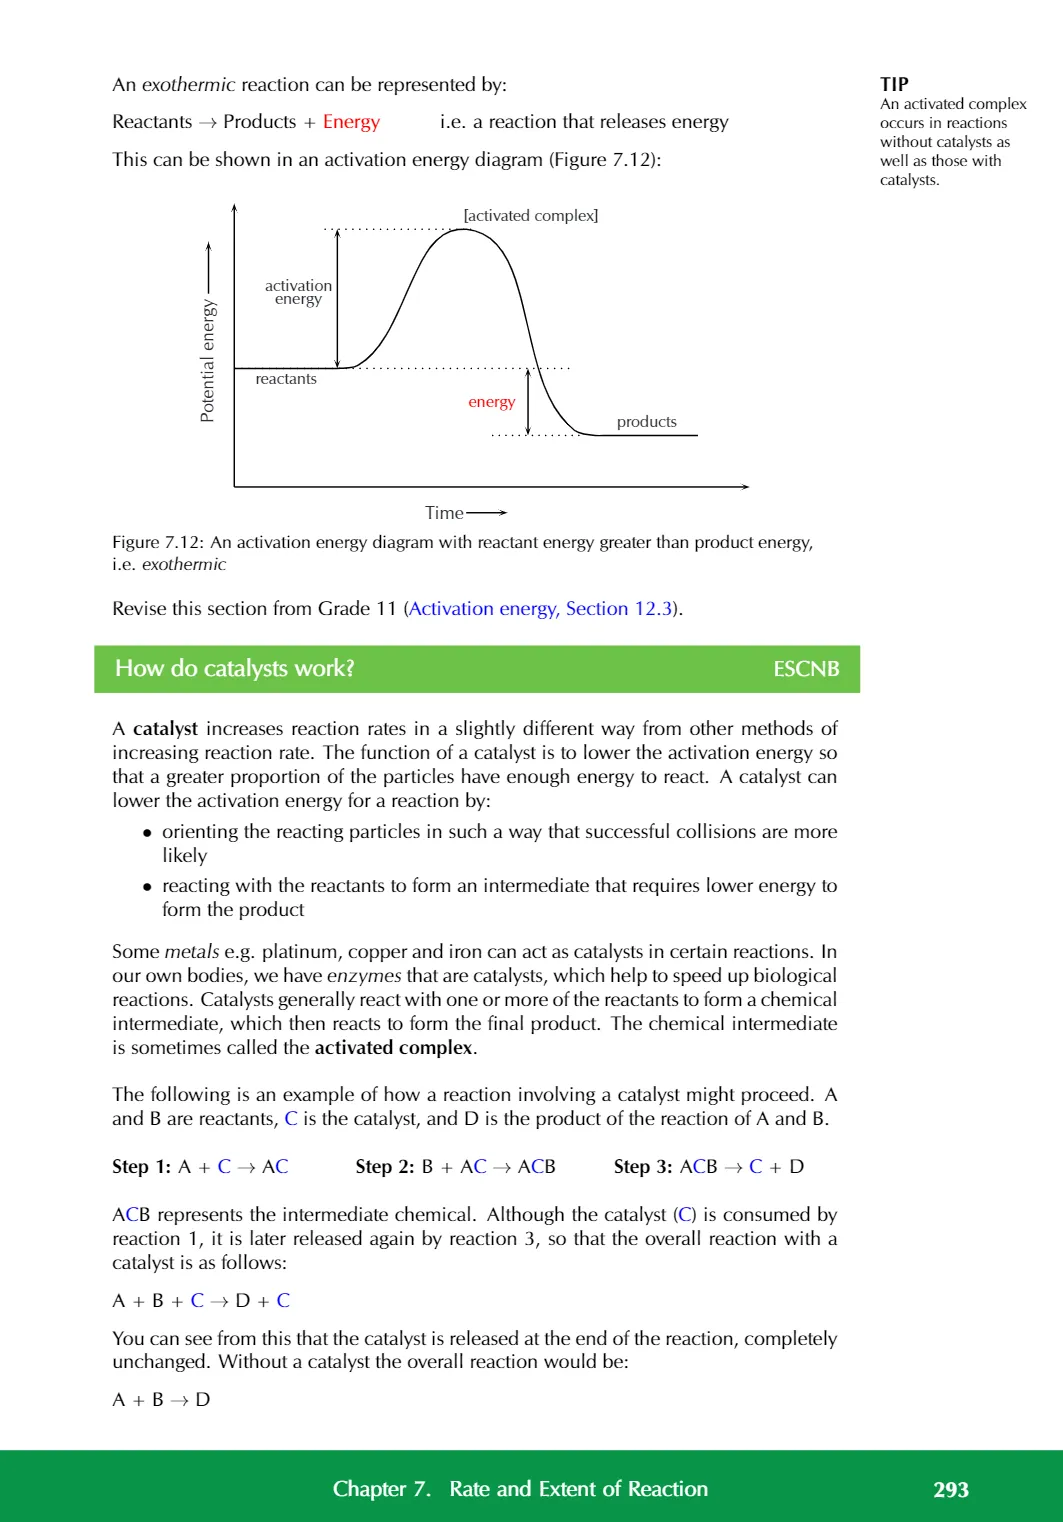 An exothermic reaction can be represented by:
Reactants → Products + Energy i.e. a reaction that releases energy
This can be shown in an activation energy diagram (Figure 7.12):
TIP
An activated complex
occurs in reactions
without catalysts as
well as those with
catalysts.
[activated complex]
activation
energy
Potential energy
reactants
energy
products
Time
Figure 7.12: An activation energy diagram with reactant energy greater than product energy,
i.e. exothermic
Revise this section from Grade 11 (Activation energy, Section 12.3).
How do catalysts work? ESCNB
A catalyst increases reaction rates in a slightly different way from other methods of
increasing reaction rate. The function of a catalyst is to lower the activation energy so
that a greater proportion of the particles have enough energy to react. A catalyst can
lower the activation energy for a reaction by:
• orienting the reacting particles in such a way that successful collisions are more
likely
• reacting with the reactants to form an intermediate that requires lower energy to
form the product
Some metals e.g. platinum, copper and iron can act as catalysts in certain reactions. In
our own bodies, we have enzymes that are catalysts, which help to speed up biological
reactions. Catalysts generally react with one or more of the reactants to form a chemical
intermediate, which then reacts to form the final product. The chemical intermediate
is sometimes called the activated complex.
The following is an example of how a reaction involving a catalyst might proceed. A
and B are reactants, C is the catalyst, and D is the product of the reaction of A and B.
Step 1: A + C → AC Step 2: B + AC → ACB Step 3: ACB → C + D
ACB represents the intermediate chemical. Although the catalyst (C) is consumed by
reaction 1, it is later released again by reaction 3, so that the overall reaction with a
catalyst is as follows:
A + B + C → D + C
You can see from this that the catalyst is released at the end of the reaction, completely
unchanged. Without a catalyst the overall reaction would be:
A + B → D
Chapter 7. Rate and Extent of Reaction 293